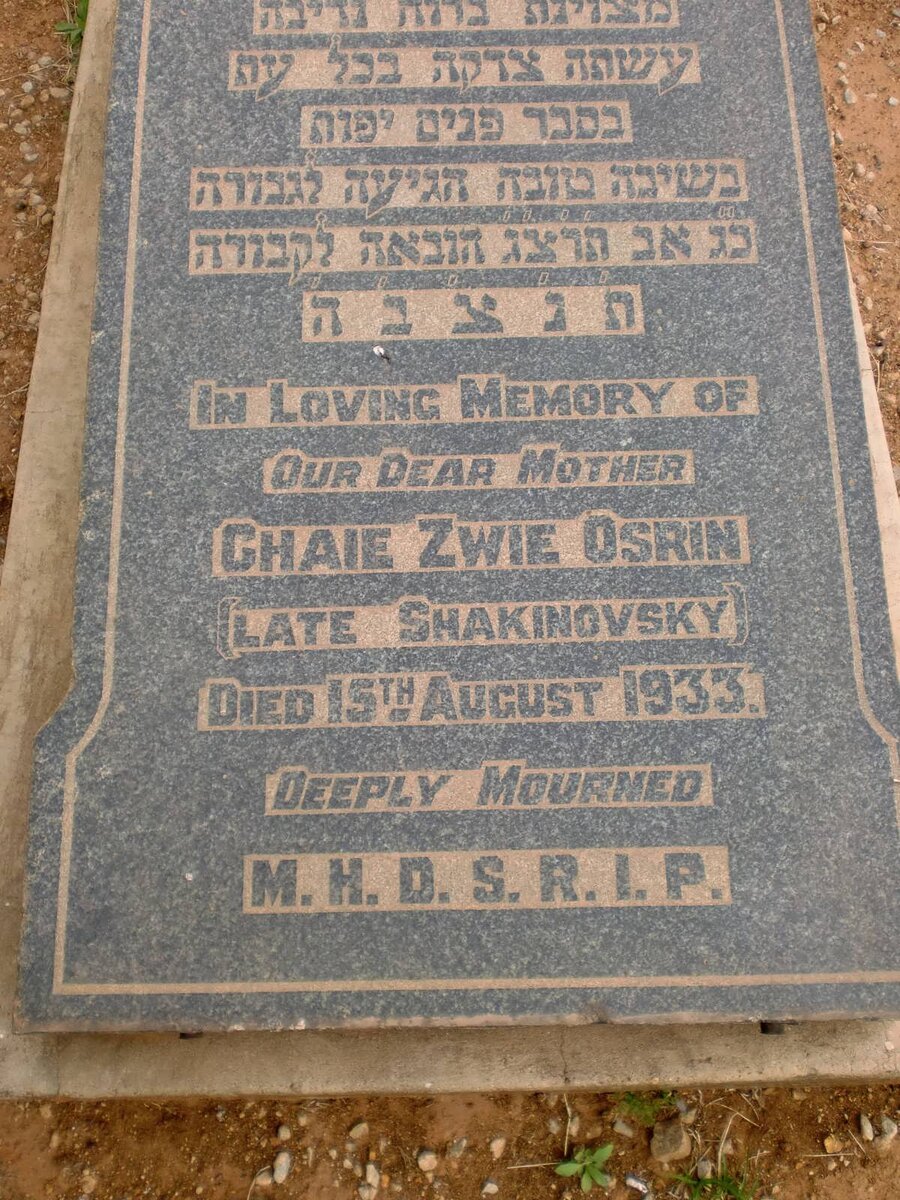 מצוינת ברוח נדיבה
עשתה צדקה בכל עת
בסבר פנים יפות
בשיבה טובה הגיעה לגבורה
כג אב תרצג הובאה לקבורה
ת נ צ ב ה
IN LOVING MEMORY OF
OUR DEAR MOTHER
CHAIE ZWIE OSRIN
(LATE SHAKINOVSKY)
DIED 15TH AUGUST 1933.
DEEPLY MOURNED
M. H. D. S. R. I. P.